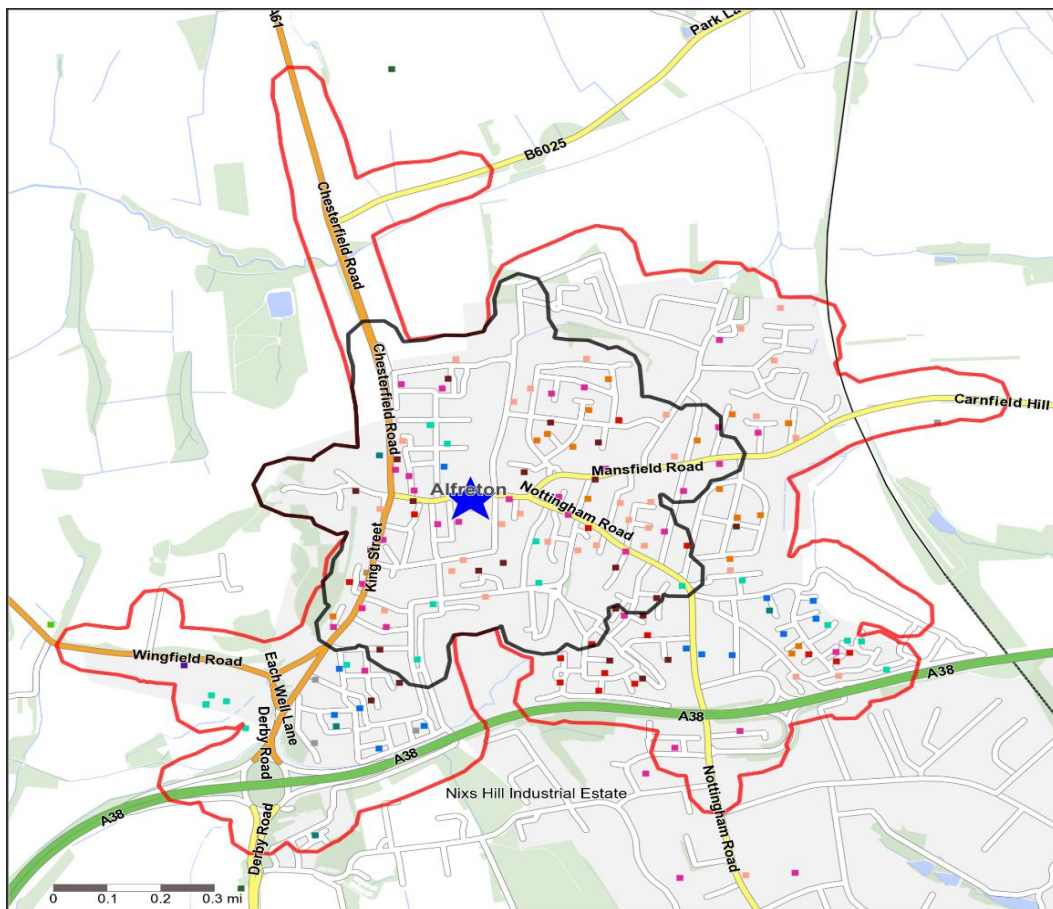 A61
Park La
B6025
Chesterfield Road
Chesterfield Road
Carnfield Hill
Mansfield Road
Alfreton
Nottingham Road
King Street
Wingfield Road
Each Well Lane
Derby Road
A38
A38
A38
Nixs Hill Industrial Estate
Nottingham Road
A38
Derby Road
0 0.1 0.2 0.3 mi